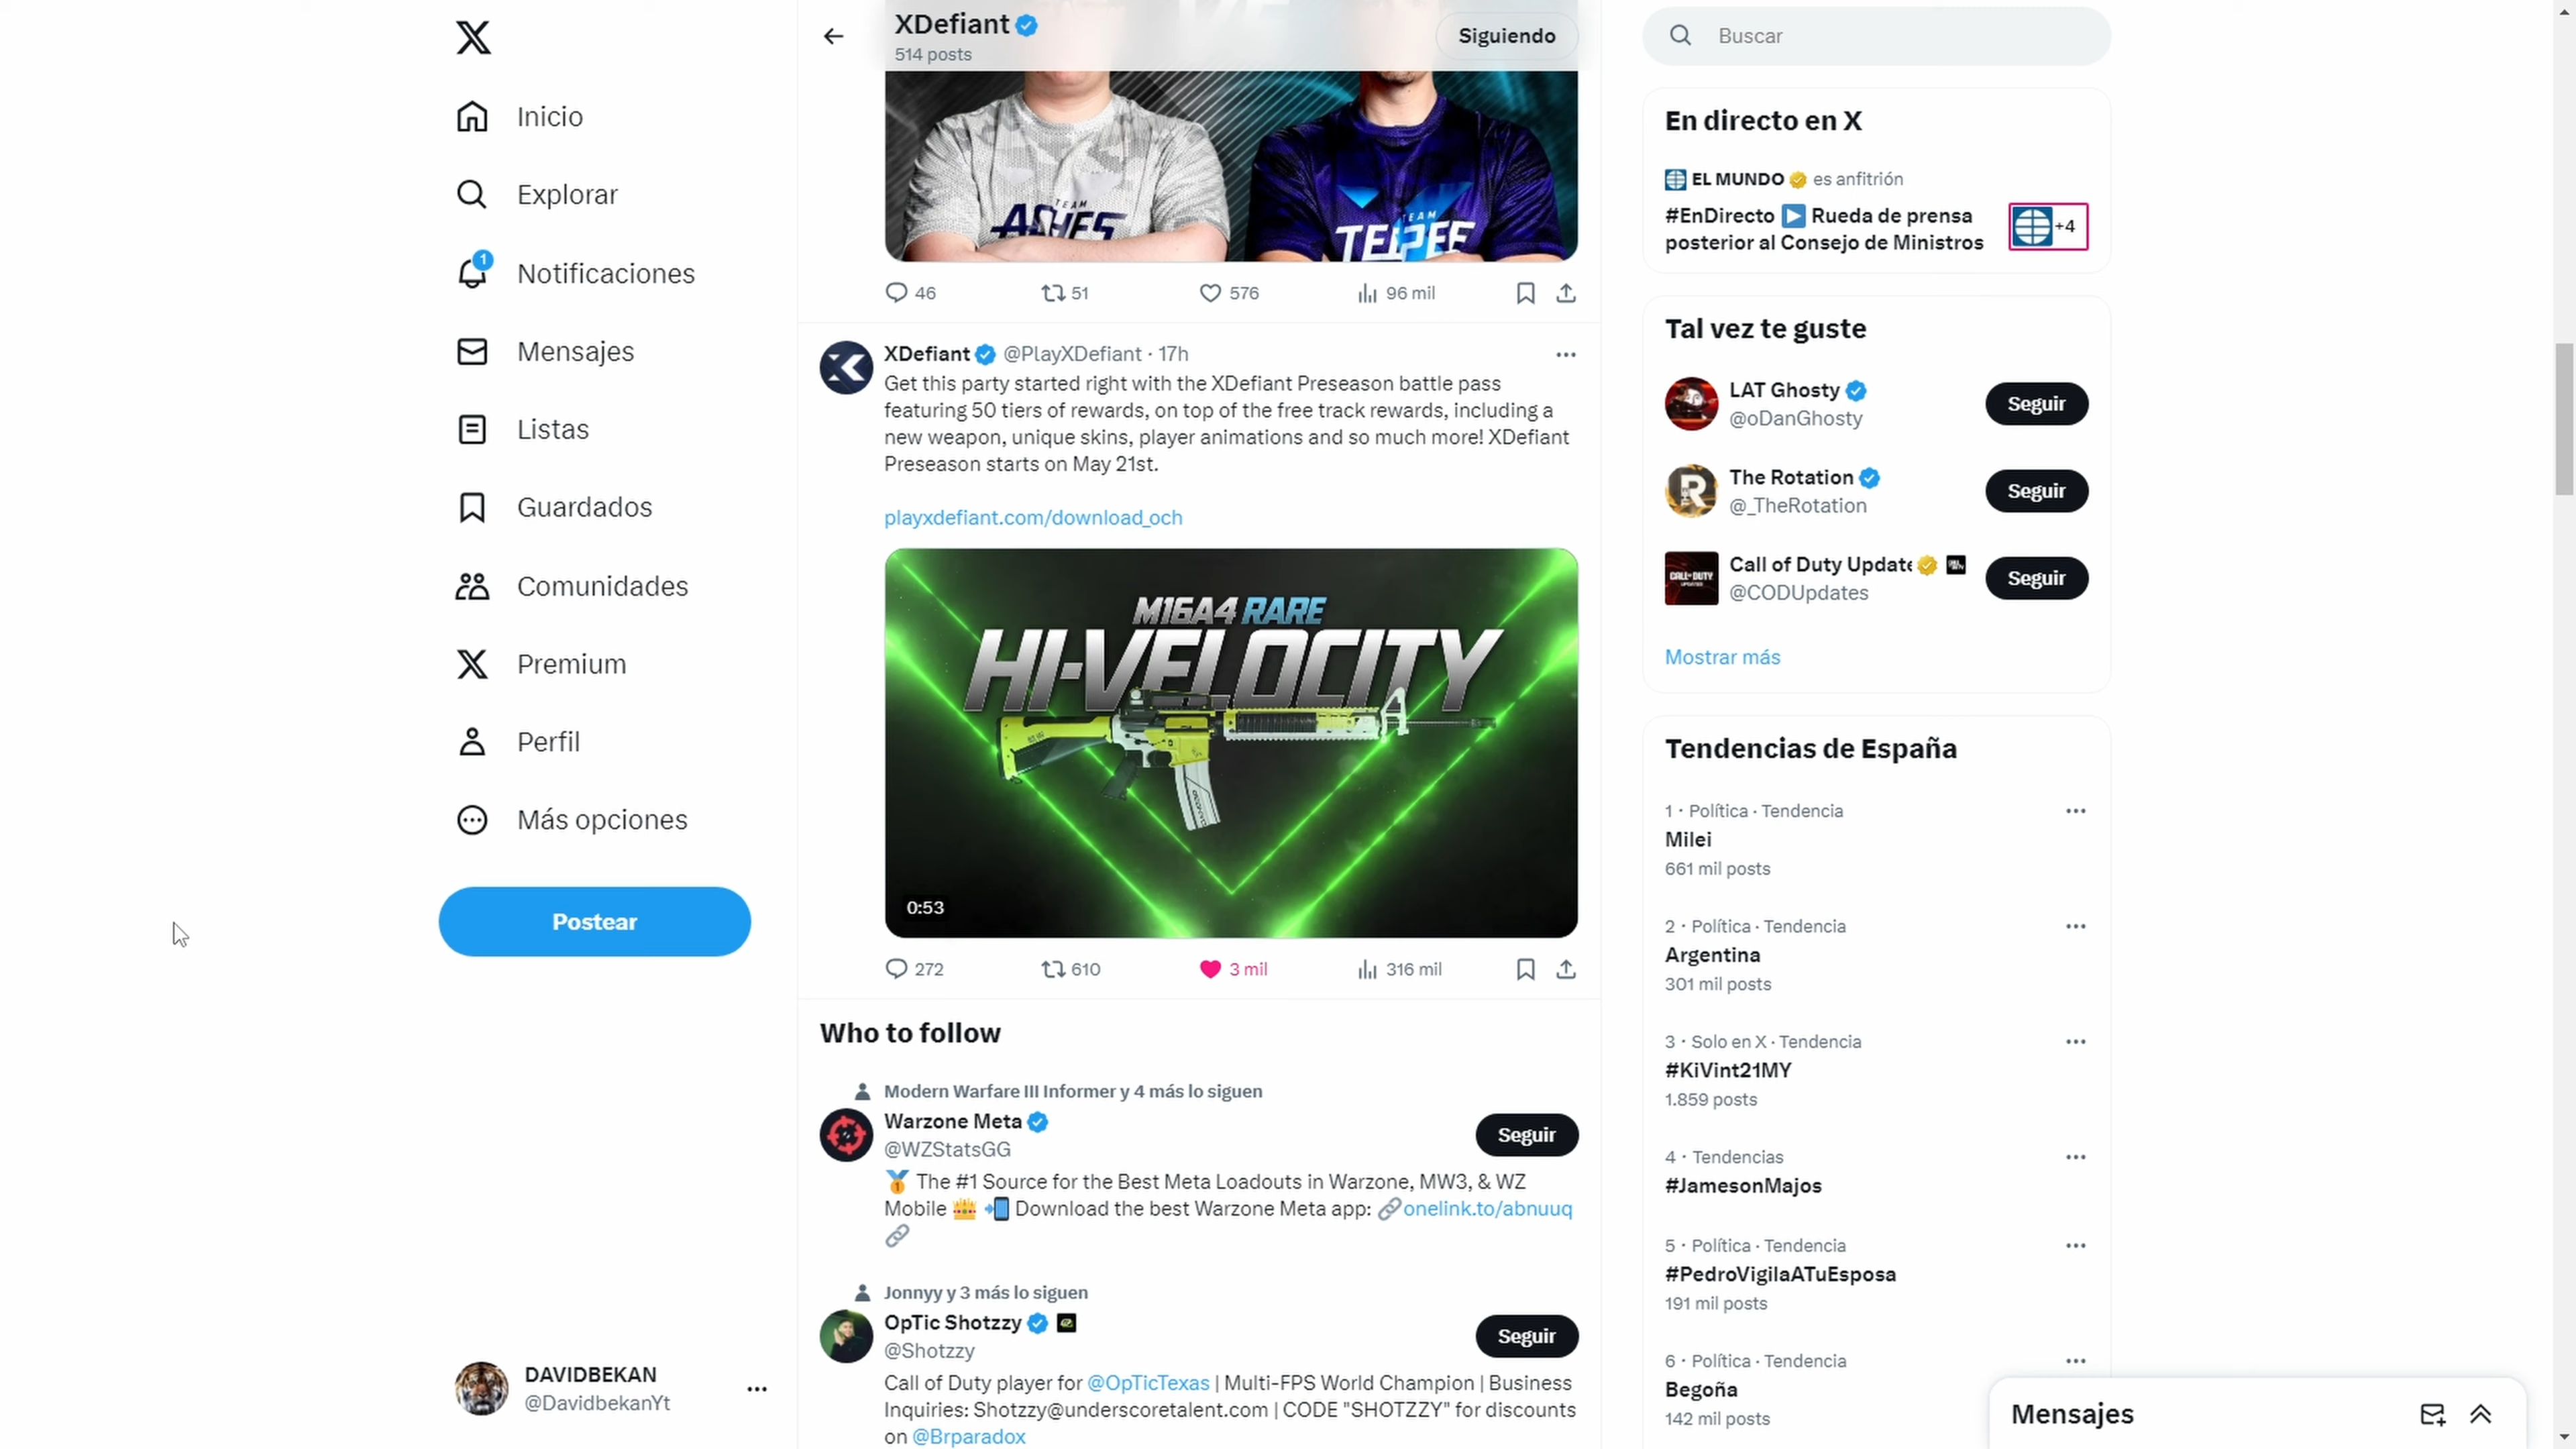 Inicio
Explorar
1
Notificaciones
Mensajes
Listas
Guardados
Comunidades
Premium
Perfil
Más opciones
Postear
DAVIDBEKAN
@DavidbekanYt
XDefiant
514 posts
Siguiendo
TEAM
ASHES
TEAM
TEEPEE
46
51
576
96 mil
XDefiant @PlayXDefiant · 17h
Get this party started right with the XDefiant Preseason battle pass
featuring 50 tiers of rewards, on top of the free track rewards, including a
new weapon, unique skins, player animations and so much more! XDefiant
Preseason starts on May 21st.
playxdefiant.com/download_och
M16A4 RARE
HI-VELOCITY
0:53
272
610
3 mil
316 mil
Who to follow
Modern Warfare III Informer y 4 más lo siguen
Warzone Meta
@WZStatsGG
Seguir
🥇 The #1 Source for the Best Meta Loadouts in Warzone, MW3, & WZ
Mobile 👑 📲 Download the best Warzone Meta app: 🔗onelink.to/abnuuq
🔗
Jonnyy y 3 más lo siguen
OpTic Shotzzy
@Shotzzy
Seguir
Call of Duty player for @OpTicTexas | Multi-FPS World Champion | Business
Inquiries: Shotzzy@underscoretalent.com | CODE "SHOTZZY" for discounts
on @Brparadox
Buscar
En directo en X
EL MUNDO es anfitrión
#EnDirecto ▶️ Rueda de prensa
posterior al Consejo de Ministros
+4
Tal vez te guste
LAT Ghosty
@oDanGhosty
Seguir
The Rotation
@_TheRotation
Seguir
CALL OF DUTY
UPDATES
Call of Duty Update
@CODUpdates
Seguir
Mostrar más
Tendencias de España
1 · Política · Tendencia
Milei
661 mil posts
2 · Política · Tendencia
Argentina
301 mil posts
3 · Solo en X · Tendencia
#KiVint21MY
1.859 posts
4 · Tendencias
#JamesonMajos
5 · Política · Tendencia
#PedroVigilaATuEsposa
191 mil posts
6 · Política · Tendencia
Begoña
142 mil posts
Mensajes